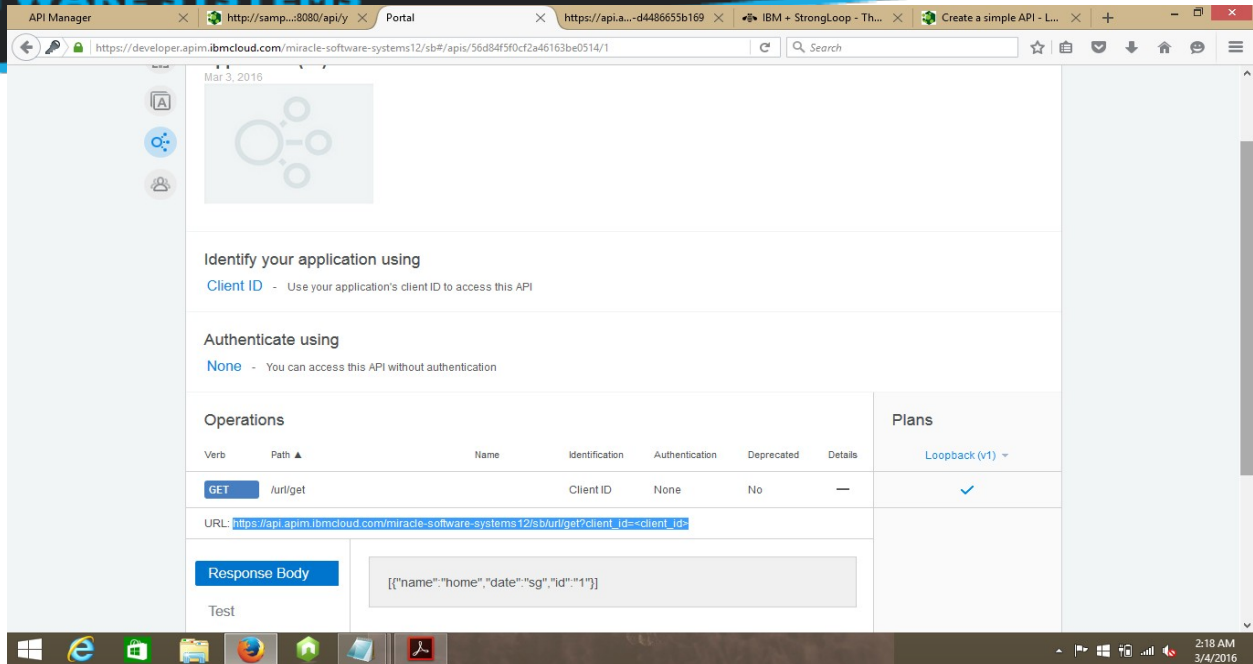 WARE SYSTEMS
API Manager
http://samp...:8080/api/y
Portal
https://api.a...-d4486655b169
IBM + StrongLoop - Th...
Create a simple API - L...
https://developer.apim.ibmcloud.com/miracle-software-systems12/sb#/apis/56d84f5f0cf2a46163be0514/1
Search
Mar 3, 2016
Identify your application using
Client ID - Use your application's client ID to access this API
Authenticate using
None - You can access this API without authentication
Operations
Plans
Verb Path ▲ Name Identification Authentication Deprecated Details
Loopback (v1)
GET /url/get Client ID None No —
URL: https://api.apim.ibmcloud.com/miracle-software-systems12/sb/url/get?client_id=<client_id>
Response Body
[{"name":"home","date":"sg","id":"1"}]
Test
2:18 AM
3/4/2016